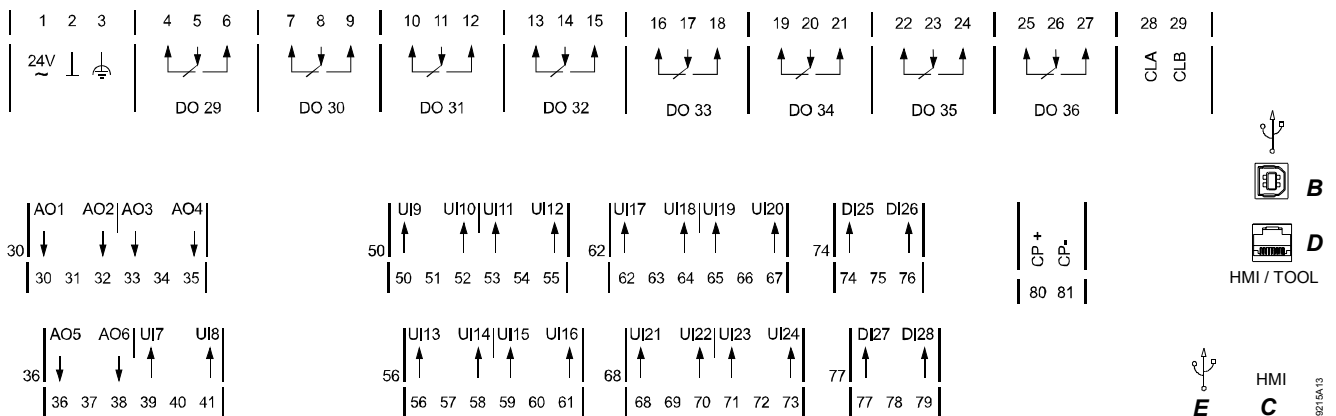 1 2 3 4 5 6 7 8 9 10 11 12 13 14 15 16 17 18 19 20 21 22 23 24 25 26 27 28 29
24V ~ CLA CLB
DO 29 DO 30 DO 31 DO 32 DO 33 DO 34 DO 35 DO 36
B
AO1 AO2 AO3 AO4 UI9 UI10 UI11 UI12 UI17 UI18 UI19 UI20 DI25 DI26 CP + CP-
30 50 62 74 D
30 31 32 33 34 35 50 51 52 53 54 55 62 63 64 65 66 67 74 75 76 80 81 HMI / TOOL
AO5 AO6 UI7 UI8 UI13 UI14 UI15 UI16 UI21 UI22 UI23 UI24 DI27 DI28
36 56 68 77 HMI
36 37 38 39 40 41 56 57 58 59 60 61 68 69 70 71 72 73 77 78 79 E C
9215A13